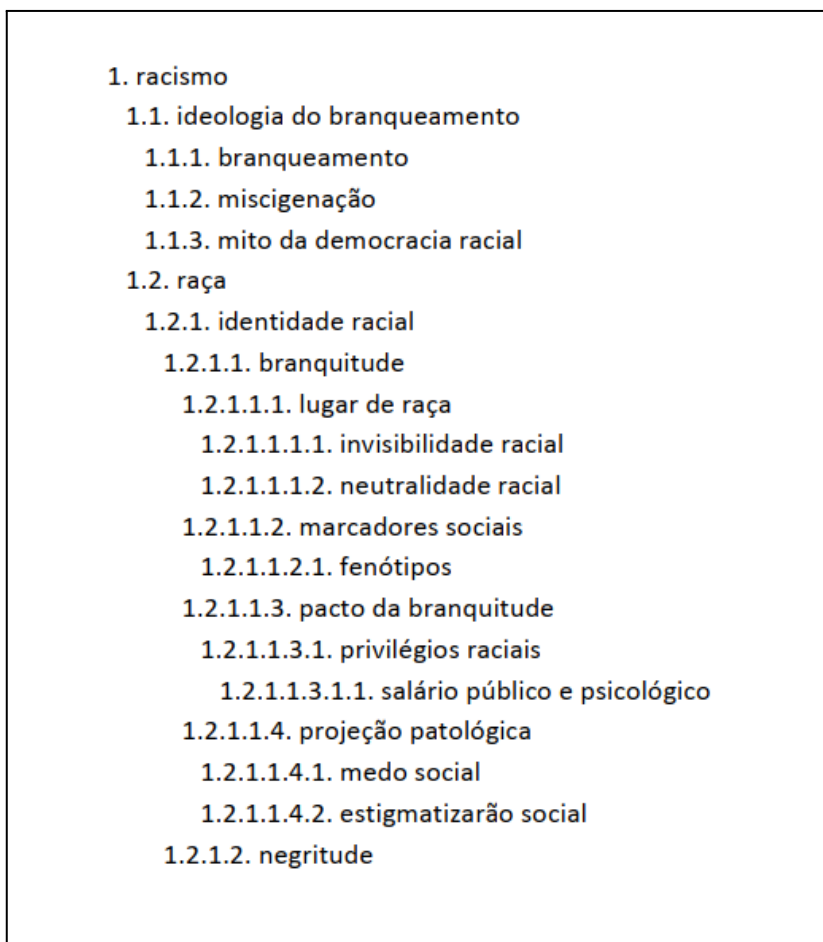 1. racismo
1.1. ideologia do branqueamento
1.1.1. branqueamento
1.1.2. miscigenação
1.1.3. mito da democracia racial
1.2. raça
1.2.1. identidade racial
1.2.1.1. branquitude
1.2.1.1.1. lugar de raça
1.2.1.1.1.1. invisibilidade racial
1.2.1.1.1.2. neutralidade racial
1.2.1.1.2. marcadores sociais
1.2.1.1.2.1. fenótipos
1.2.1.1.3. pacto da branquitude
1.2.1.1.3.1. privilégios raciais
1.2.1.1.3.1.1. salário público e psicológico
1.2.1.1.4. projeção patológica
1.2.1.1.4.1. medo social
1.2.1.1.4.2. estigmatizarão social
1.2.1.2. negritude